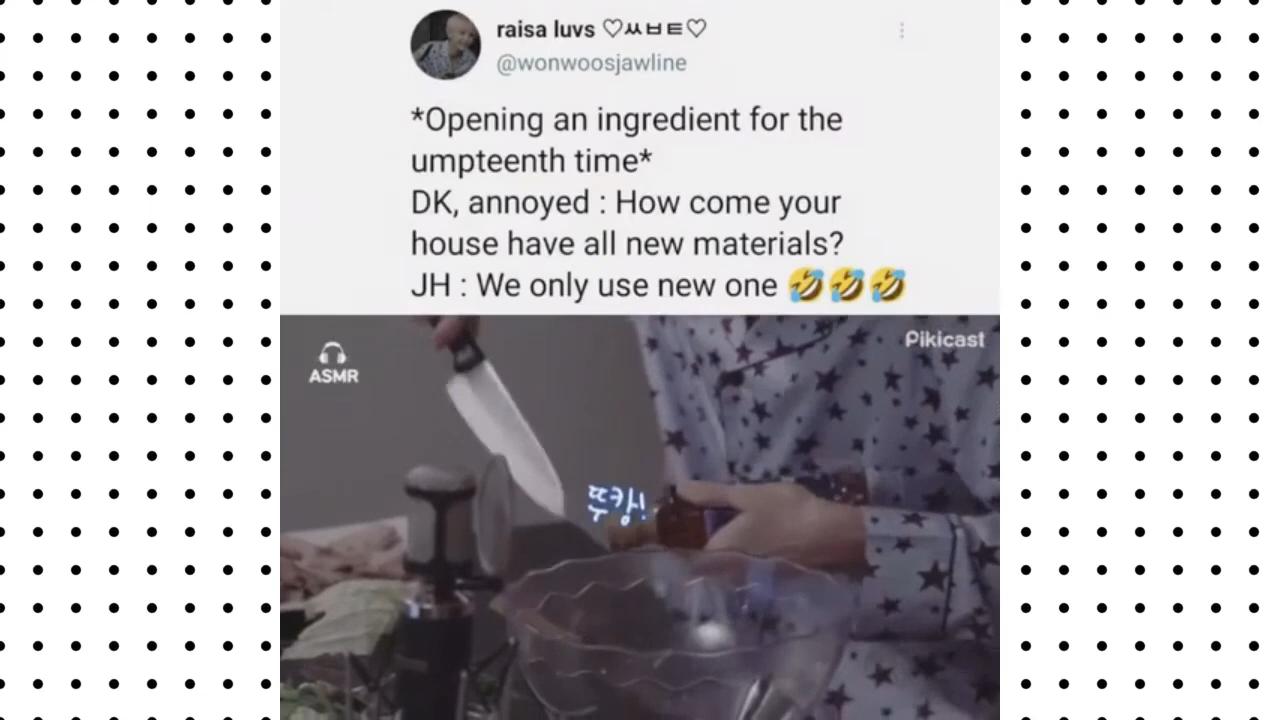 raisa luvs ♡ㅆㅂㅌ♡
@wonwoosjawline
*Opening an ingredient for the
umpteenth time*
DK, annoyed : How come your
house have all new materials?
JH : We only use new one 🤣🤣🤣
Pikicast
ASMR
뚜캉!